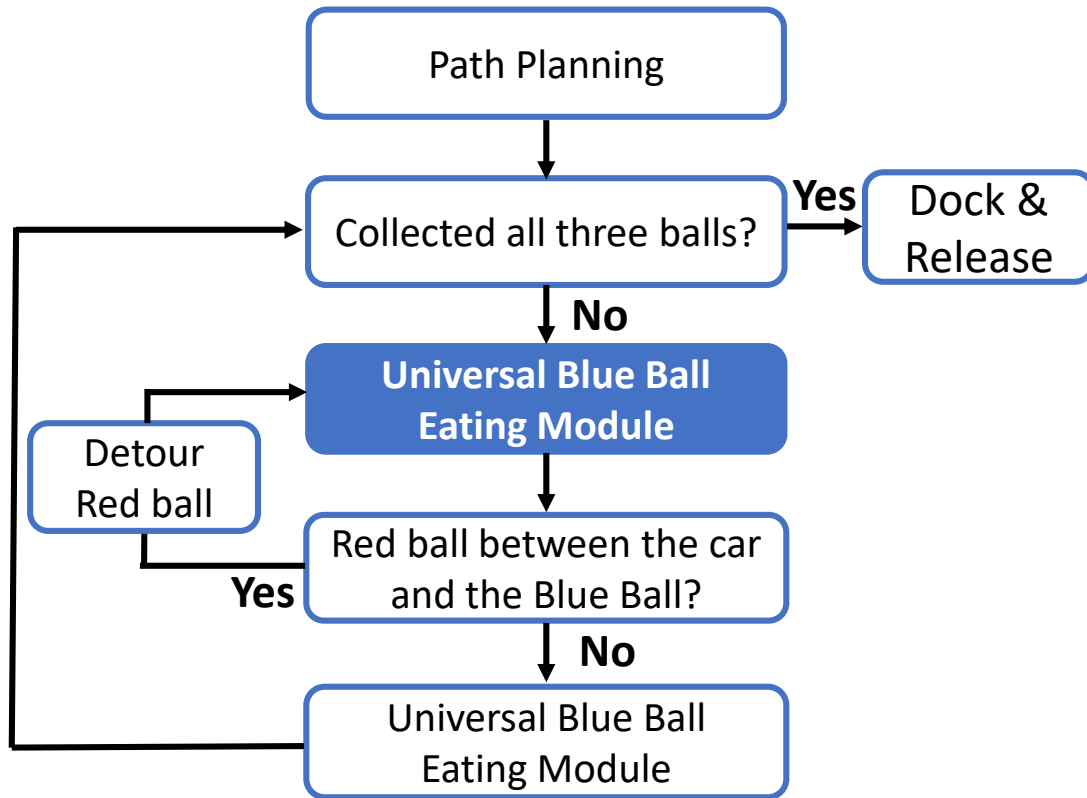 Path Planning
Collected all three balls?
Yes
Dock &
Release
No
Universal Blue Ball
Eating Module
Detour
Red ball
Red ball between the car
and the Blue Ball?
Yes
No
Universal Blue Ball
Eating Module